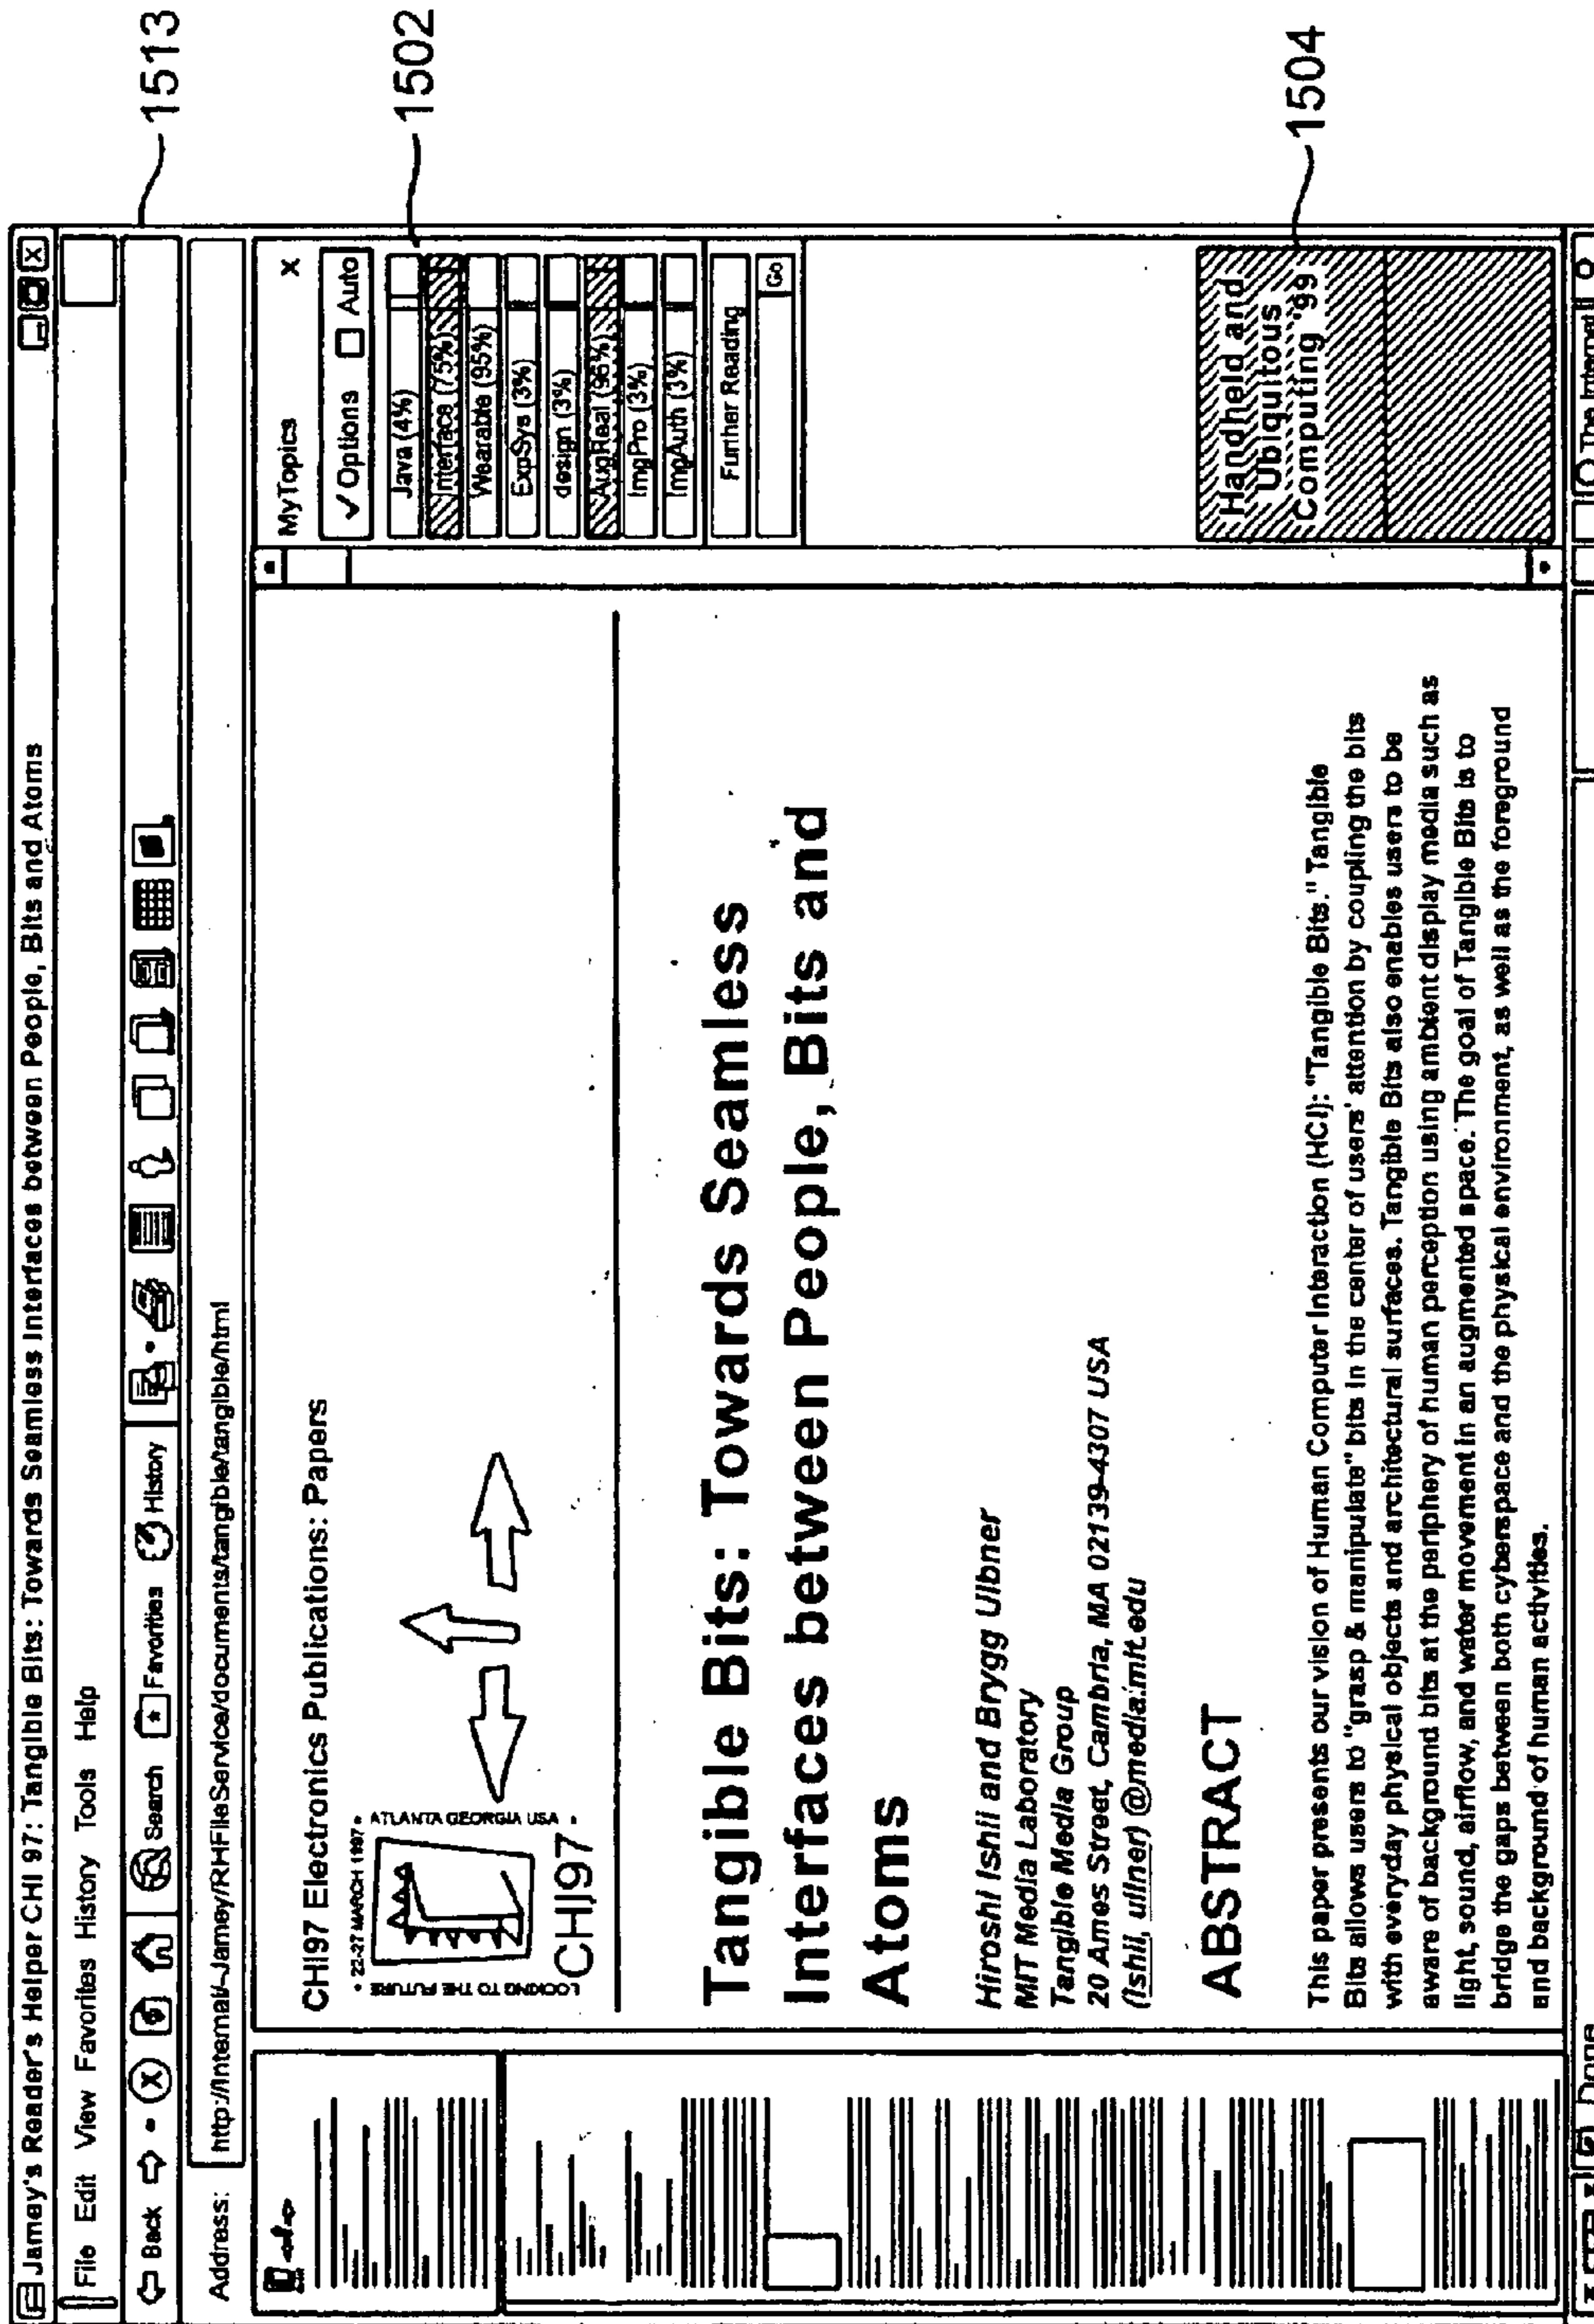 Jamey's Reader's Helper CHI 97: Tangible Bits: Towards Seamless Interfaces between People, Bits and Atoms
File Edit View Favorites History Tools Help
Back Search Favorities History
Address: http://Internal/~Jamey/RHFileService/documents/tangible/tangible/html
CHI97 Electronics Publications: Papers
• 22-27 MARCH 1997 •
ATLANTA GEORGIA USA •
LOOKING TO THE FUTURE
CHI97
Tangible Bits: Towards Seamless
Interfaces between People, Bits and
Atoms
Hiroshi Ishii and Brygg Ulbner
MIT Media Laboratory
Tangible Media Group
20 Ames Street, Cambria, MA 02139-4307 USA
(ishii, ullner) @media.mit.edu
ABSTRACT
This paper presents our vision of Human Computer Interaction (HCI): "Tangible Bits." Tangible
Bits allows users to "grasp & manipulate" bits in the center of users' attention by coupling the bits
with everyday physical objects and architectural surfaces. Tangible Bits also enables users to be
aware of background bits at the periphery of human perception using ambient display media such as
light, sound, airflow, and water movement in an augmented space. The goal of Tangible Bits is to
bridge the gaps between both cyberspace and the physical environment, as well as the foreground
and background of human activities.
MyTopics X
✓ Options Auto
Java (4%)
Interface (75%)
Wearable (95%)
ExpSys (3%)
design (3%)
AugReal (96%)
ImgPro (3%)
ImgAuth (3%)
Further Reading
Go
Handheld and
Ubiquitous
Computing '99
Done
The Internet
1513
1502
1504